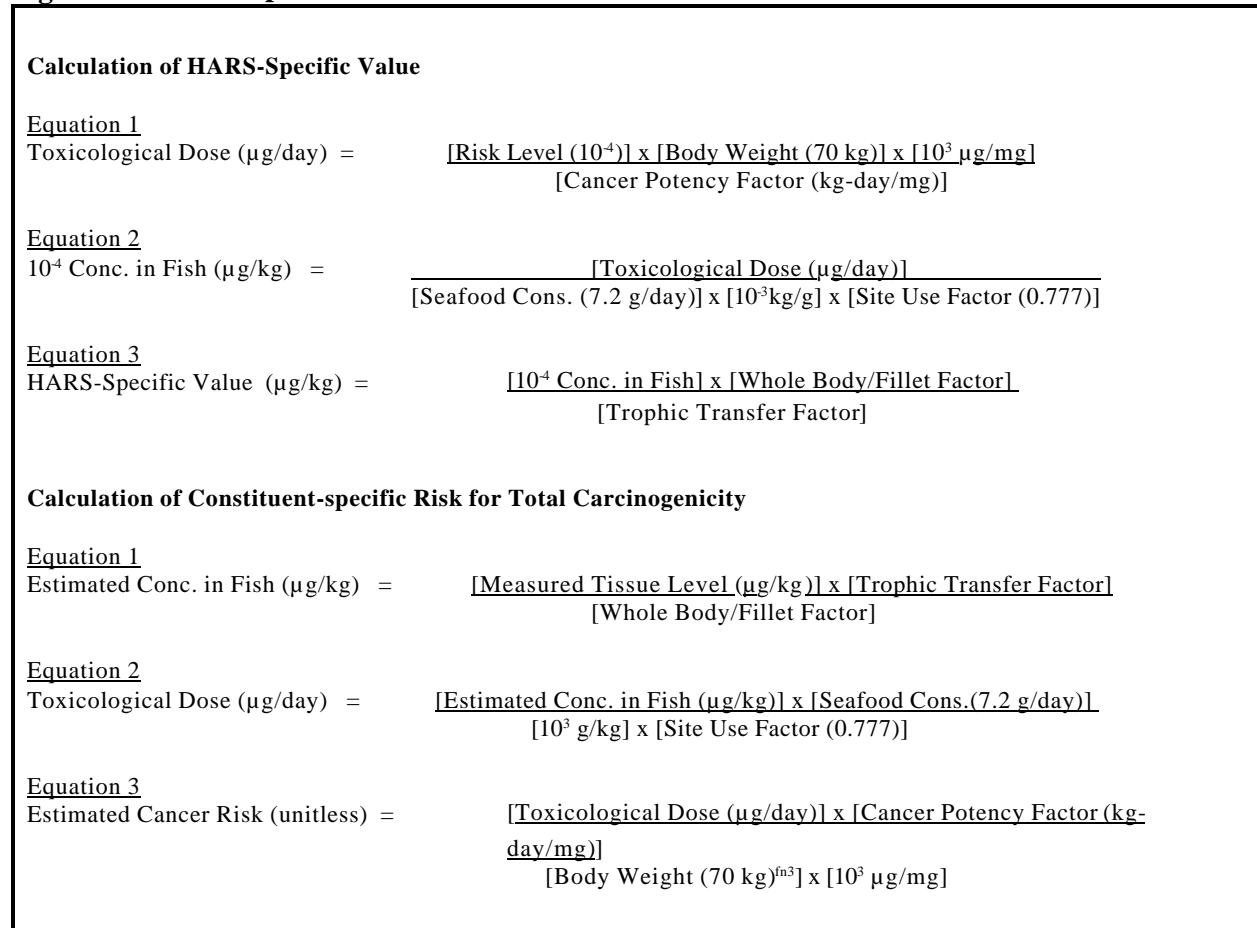 Calculation of HARS-Specific Value
Equation 1
Toxicological Dose (µg/day) = [Risk Level (10⁻⁴)] x [Body Weight (70 kg)] x [10³ µg/mg]
[Cancer Potency Factor (kg-day/mg)]
Equation 2
10⁻⁴ Conc. in Fish (µg/kg) = [Toxicological Dose (µg/day)]
[Seafood Cons. (7.2 g/day)] x [10⁻³kg/g] x [Site Use Factor (0.777)]
Equation 3
HARS-Specific Value (µg/kg) = [10⁻⁴ Conc. in Fish] x [Whole Body/Fillet Factor]
[Trophic Transfer Factor]
Calculation of Constituent-specific Risk for Total Carcinogenicity
Equation 1
Estimated Conc. in Fish (µg/kg) = [Measured Tissue Level (µg/kg)] x [Trophic Transfer Factor]
[Whole Body/Fillet Factor]
Equation 2
Toxicological Dose (µg/day) = [Estimated Conc. in Fish (µg/kg)] x [Seafood Cons.(7.2 g/day)]
[10³ g/kg] x [Site Use Factor (0.777)]
Equation 3
Estimated Cancer Risk (unitless) = [Toxicological Dose (µg/day)] x [Cancer Potency Factor (kg-
day/mg)]
[Body Weight (70 kg)fn3] x [10³ µg/mg]